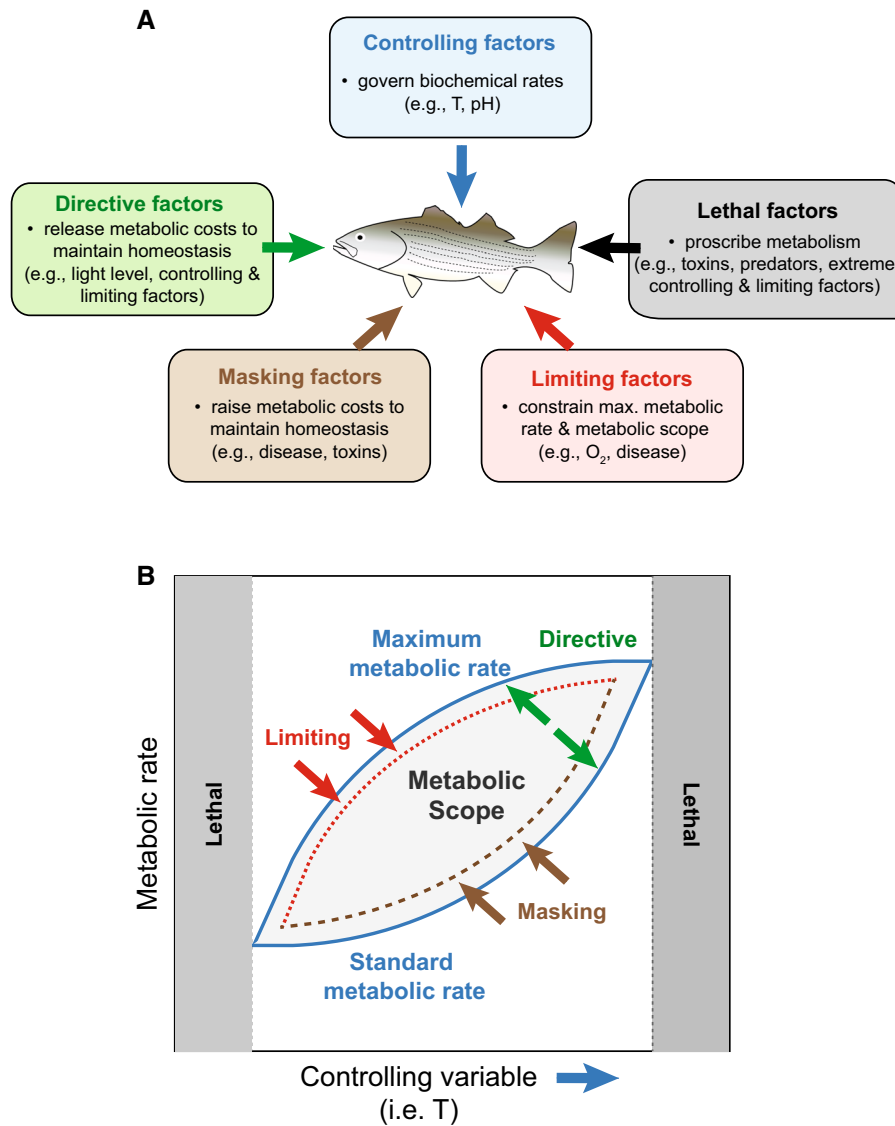 A
Controlling factors
• govern biochemical rates
(e.g., T, pH)
Directive factors
• release metabolic costs to
maintain homeostasis
(e.g., light level, controlling &
limiting factors)
Lethal factors
• proscribe metabolism
(e.g., toxins, predators, extreme
controlling & limiting factors)
Masking factors
• raise metabolic costs to
maintain homeostasis
(e.g., disease, toxins)
Limiting factors
• constrain max. metabolic
rate & metabolic scope
(e.g., O₂, disease)
B
Maximum
metabolic rate
Directive
Limiting
Metabolic
Scope
Lethal
Lethal
Masking
Standard
metabolic rate
Metabolic rate
Controlling variable
(i.e. T)